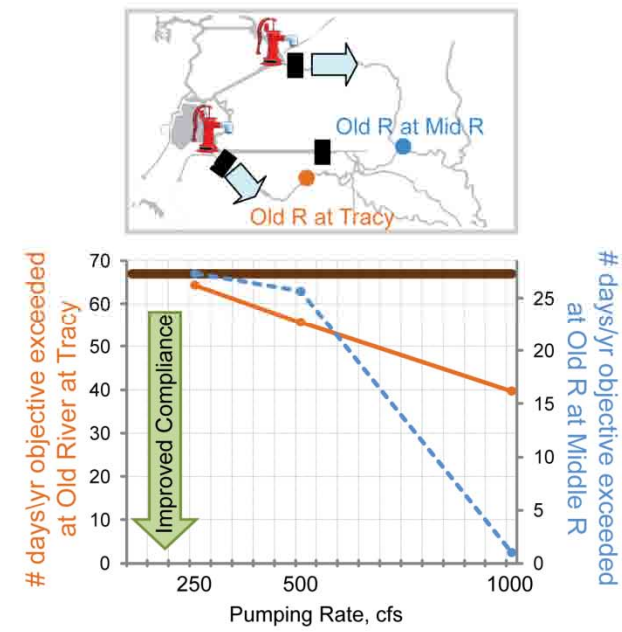 Old R at Mid R
Old R at Tracy
# days\yr objective exceeded
at Old River at Tracy
70
60
50
40
30
20
10
0
Improved Compliance
25
20
15
10
5
0
# days/yr objective exceeded
at Old R at Middle R
250
500
1000
Pumping Rate, cfs